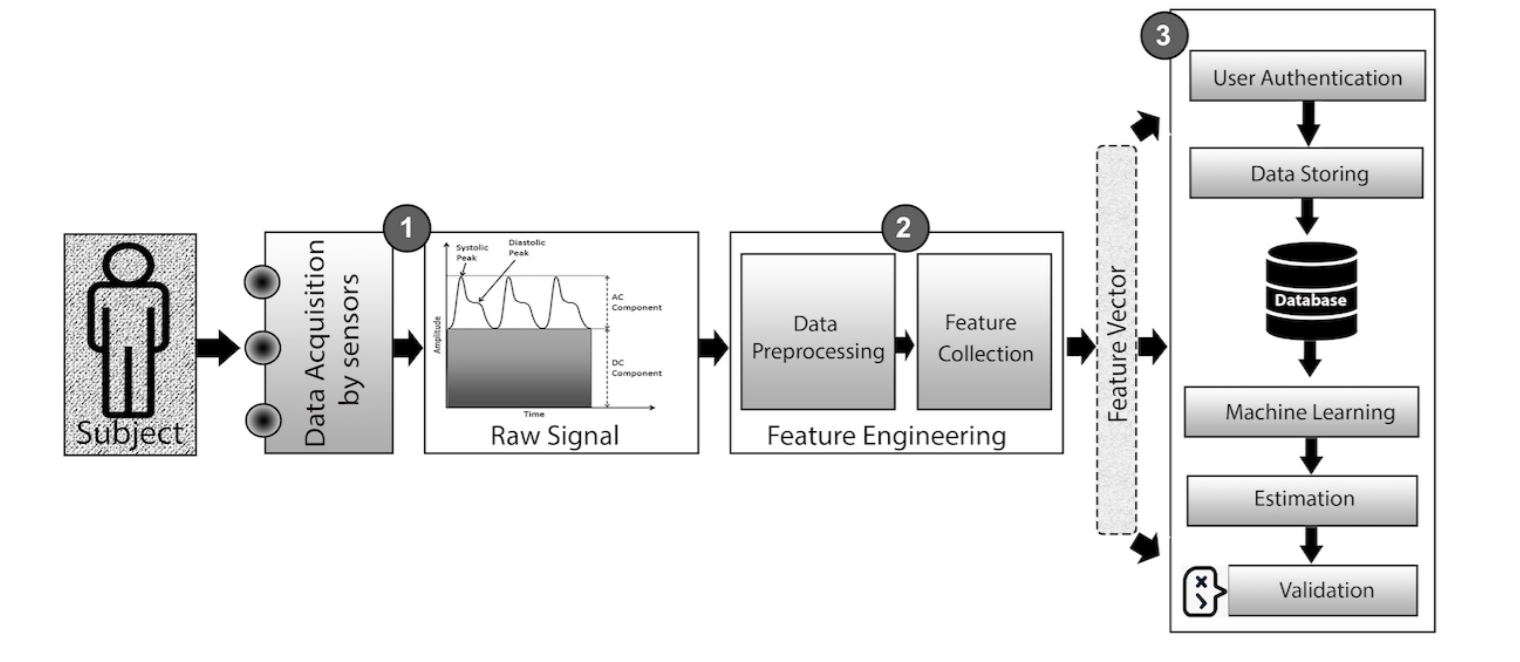 Subject
Data Acquisition
by sensors
1
Systolic
Peak
Diastolic
Peak
Amplitude
AC
Component
DC
Component
Time
Raw Signal
2
Data
Preprocessing
Feature
Collection
Feature Engineering
Feature Vector
3
User Authentication
Data Storing
Database
Machine Learning
Estimation
Validation